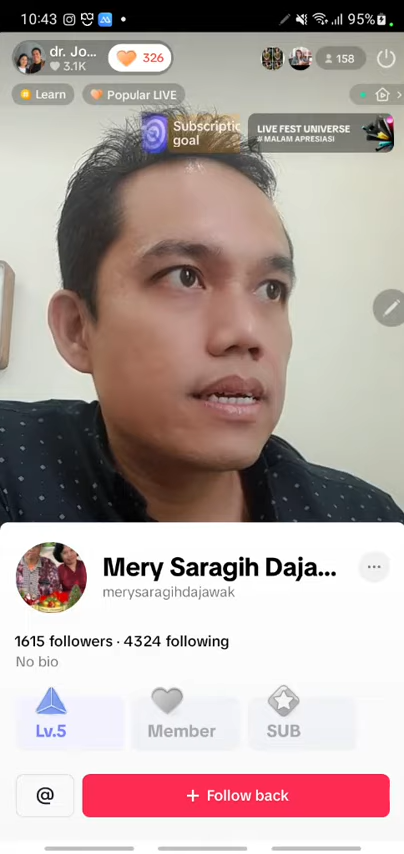 10:43
95%
dr. Jo...
3.1K
326
158
Learn
Popular LIVE
Subscriptic
goal
LIVE FEST UNIVERSE
# MALAM APRESIASI
Mery Saragih Daja...
merysaragihdajawak
1615 followers · 4324 following
No bio
Lv.5
Member
SUB
@
+ Follow back